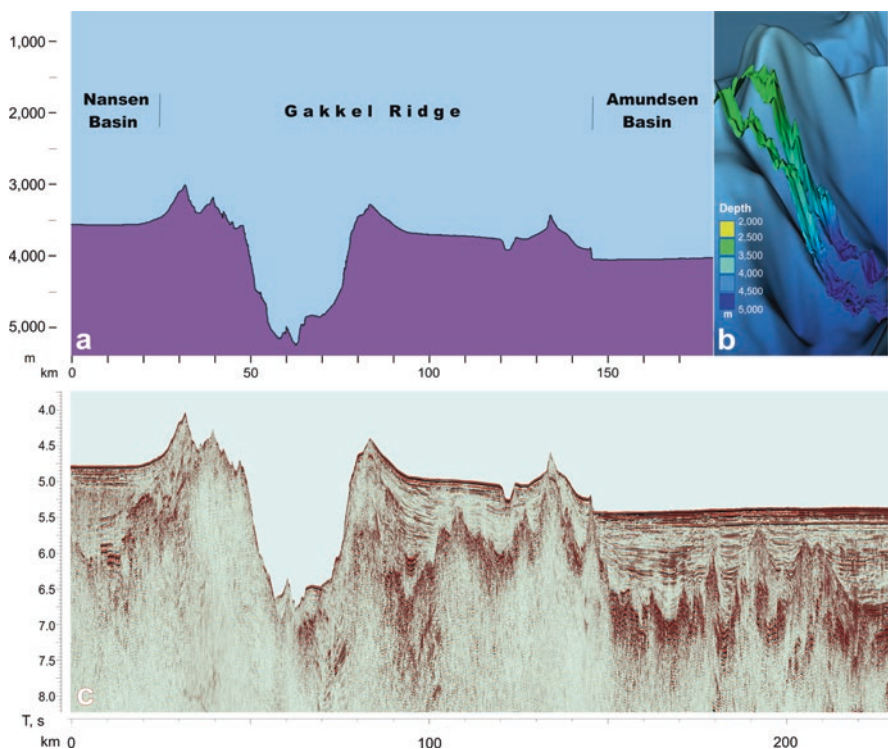 1,000
2,000
3,000
4,000
5,000
m
km
0
50
100
150
Nansen
Basin
Gakkel Ridge
Amundsen
Basin
a
Depth
2,000
2,500
3,500
4,000
4,500
m 5,000
b
4.0
4.5
5.0
5.5
6.0
6.5
7.0
7.5
8.0
T, s
km
0
100
200
C